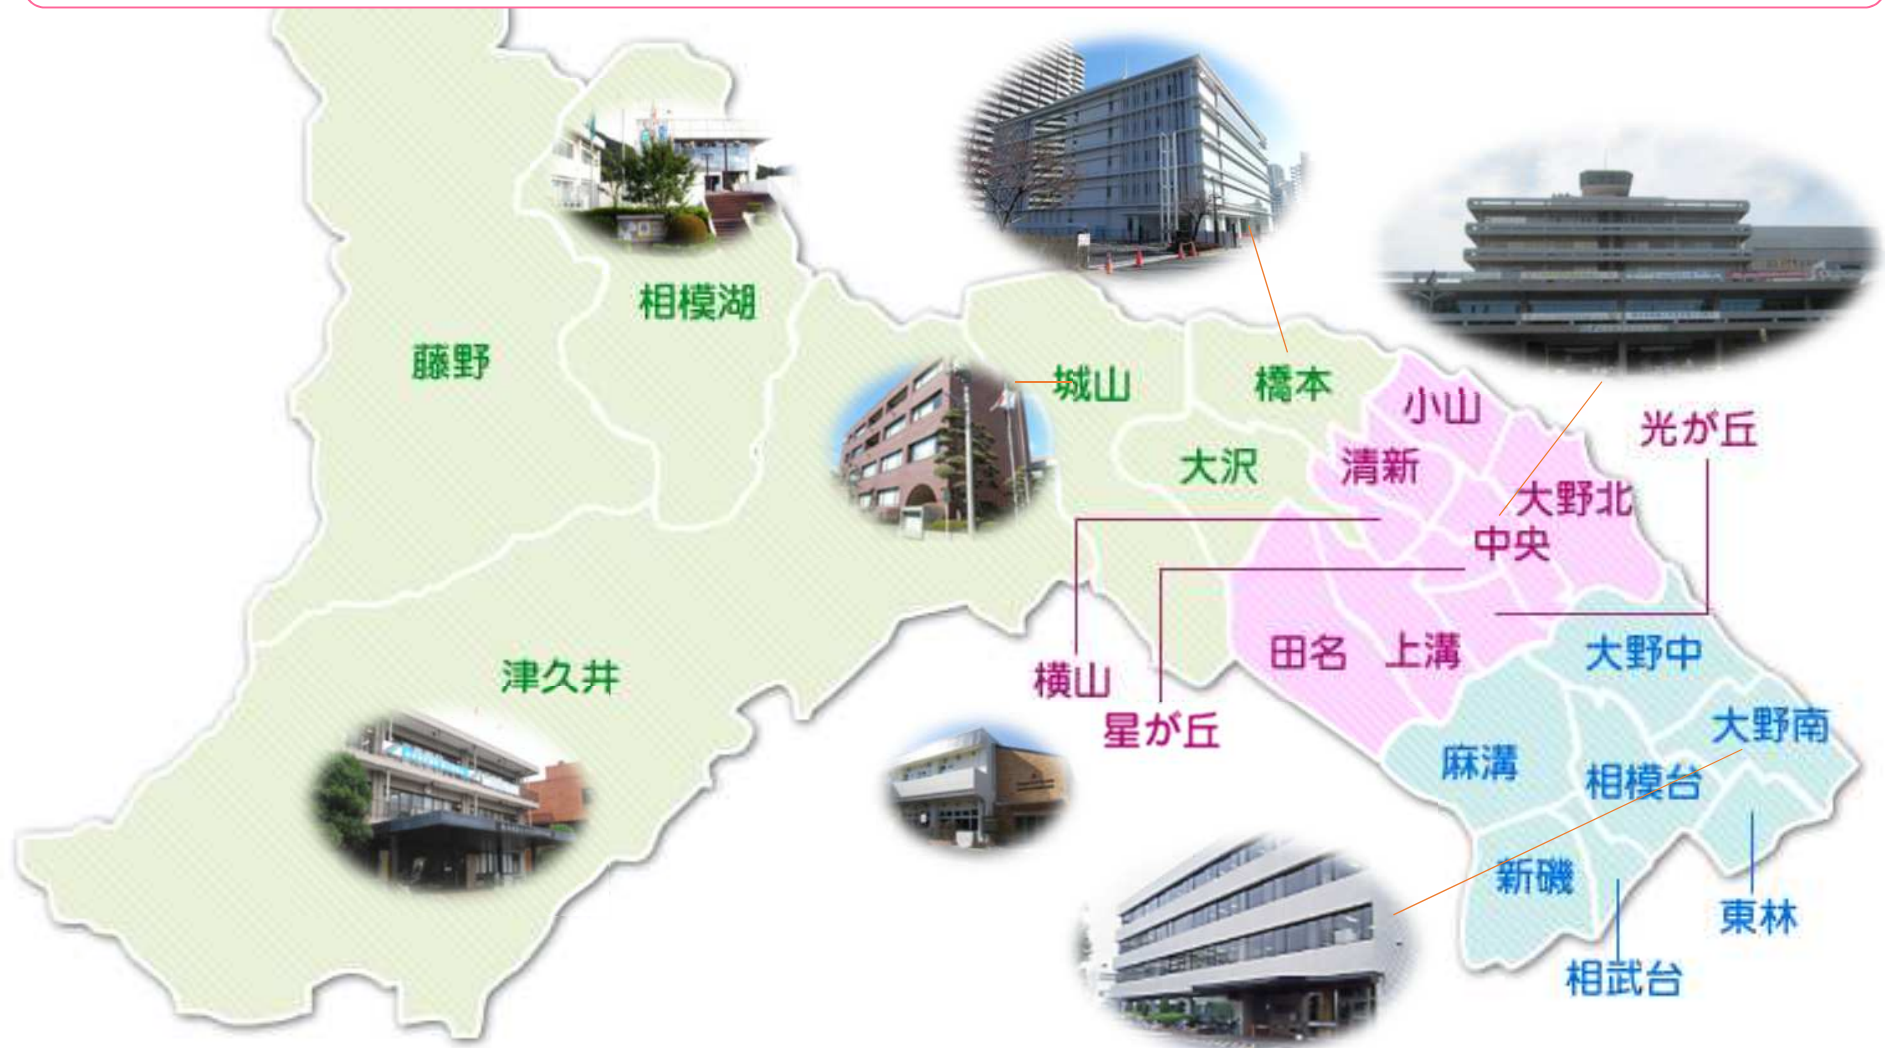 相模湖
藤野
城山
橋本
小山
光が丘
大沢
清新
大野北
中央
津久井
横山
星が丘
田名
上溝
大野中
大野南
麻溝
相模台
新磯
東林
相武台